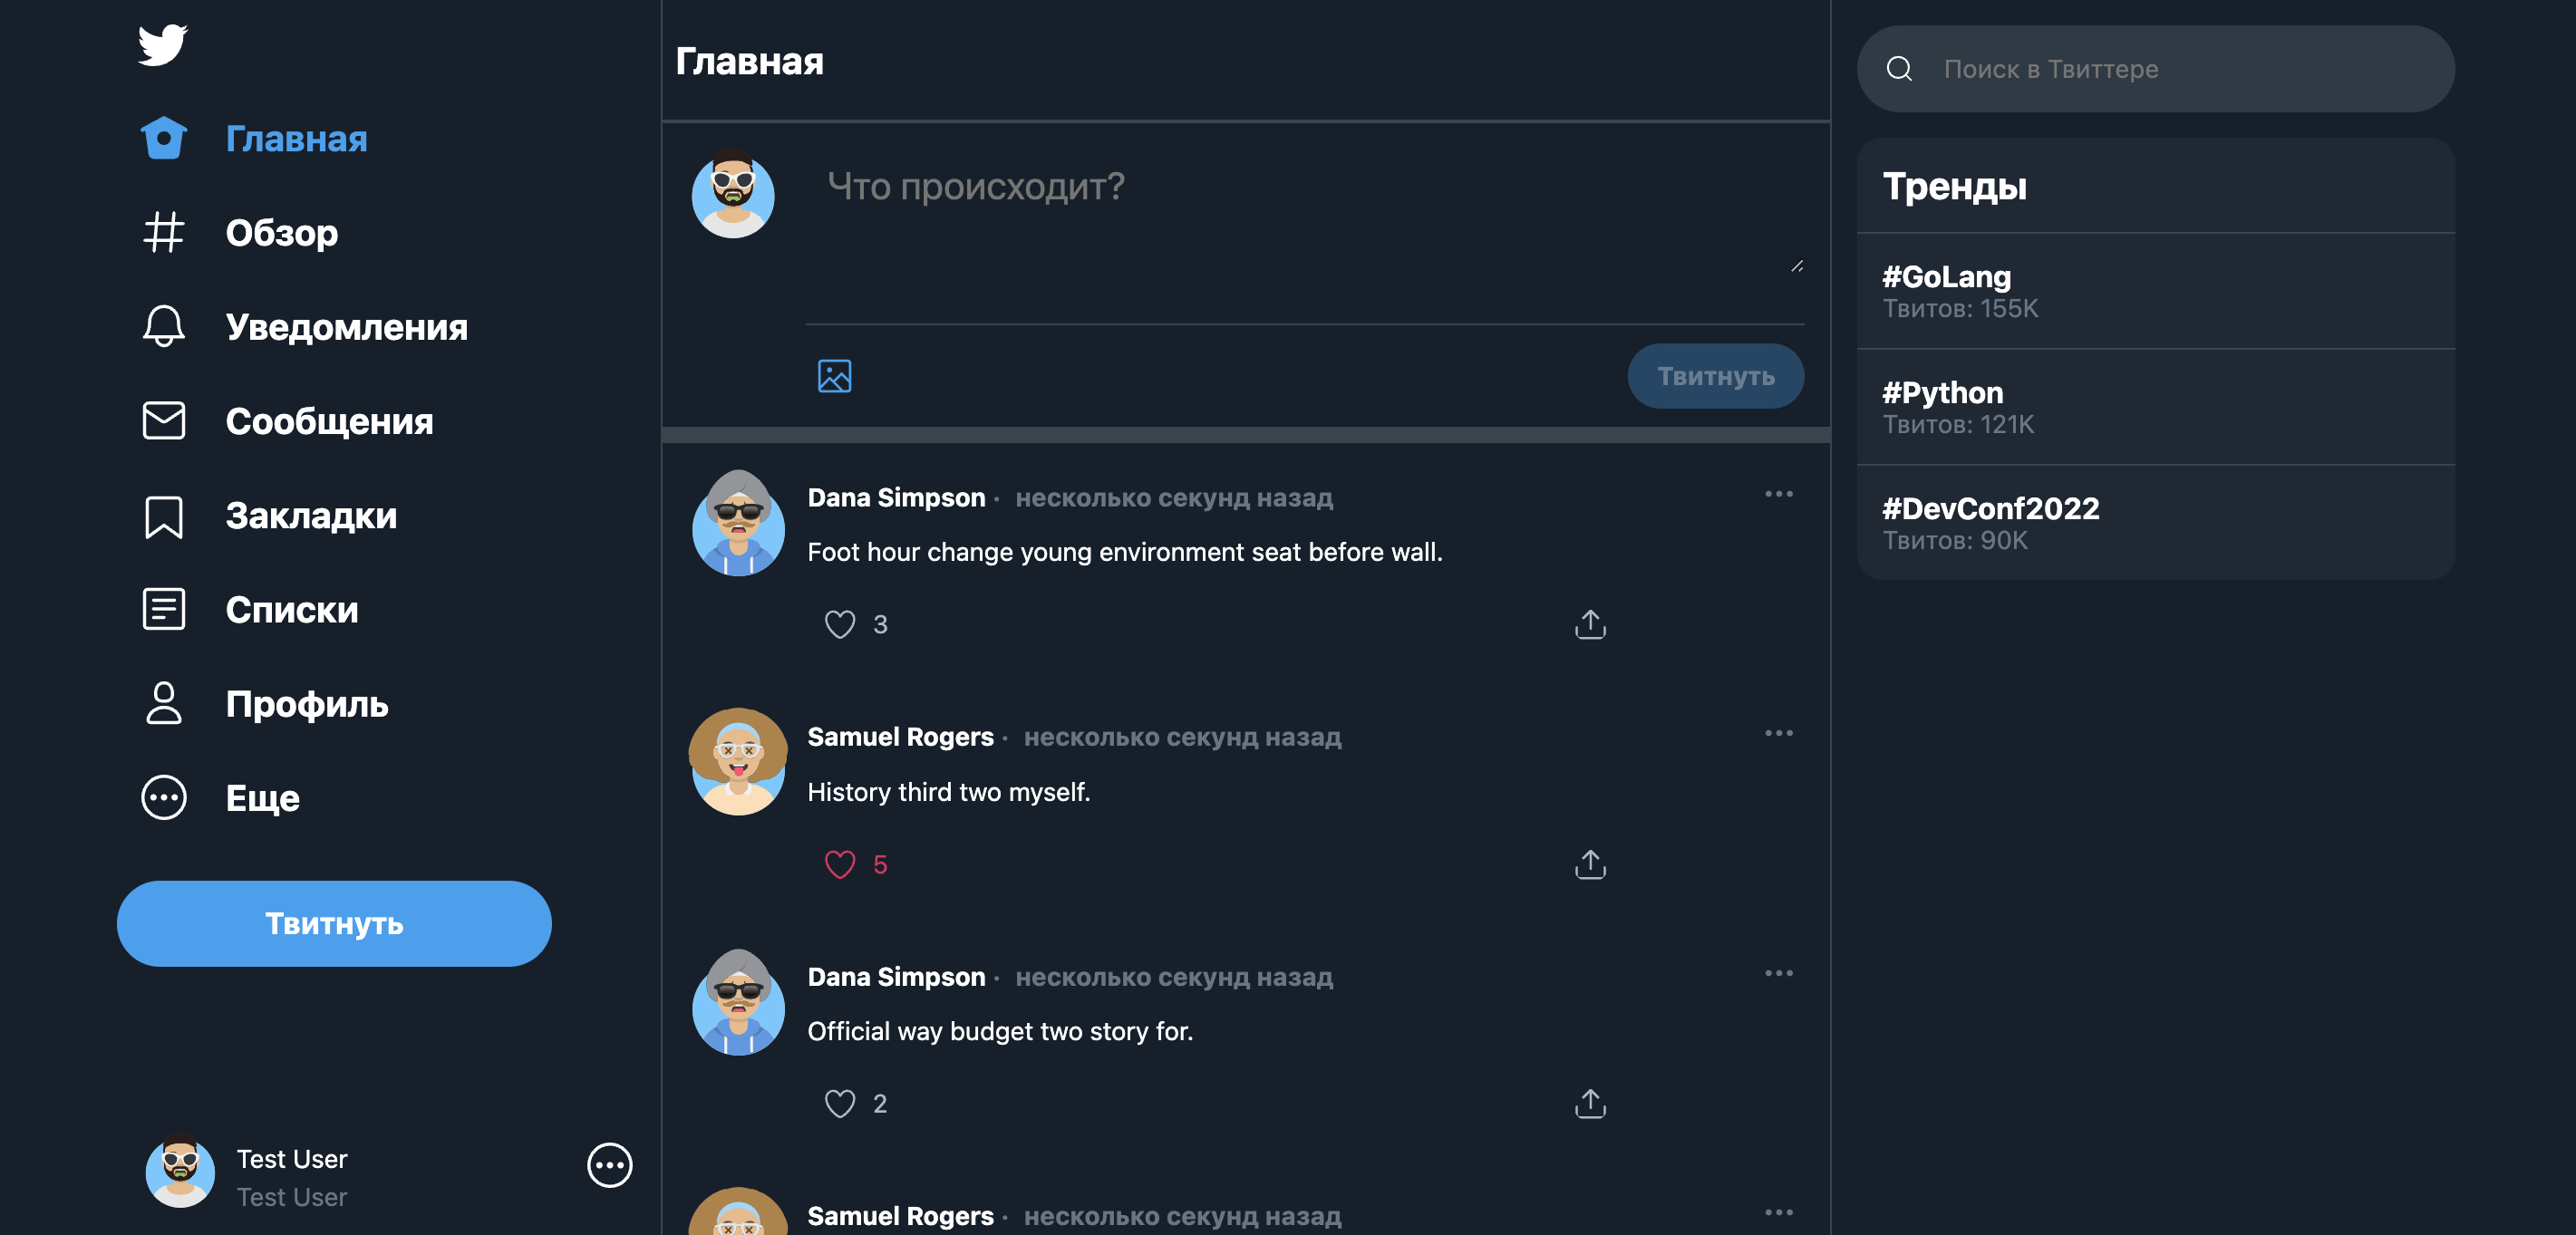 Главная
Обзор
Уведомления
Сообщения
Закладки
Списки
Профиль
Еще
Твитнуть
Test User
Test User
Главная
Что происходит?
Твитнуть
Dana Simpson · несколько секунд назад
Foot hour change young environment seat before wall.
3
Samuel Rogers · несколько секунд назад
History third two myself.
5
Dana Simpson · несколько секунд назад
Official way budget two story for.
2
Samuel Rogers · несколько секунд назад
Поиск в Твиттере
Тренды
#GoLang
Твитов: 155K
#Python
Твитов: 121K
#DevConf2022
Твитов: 90K